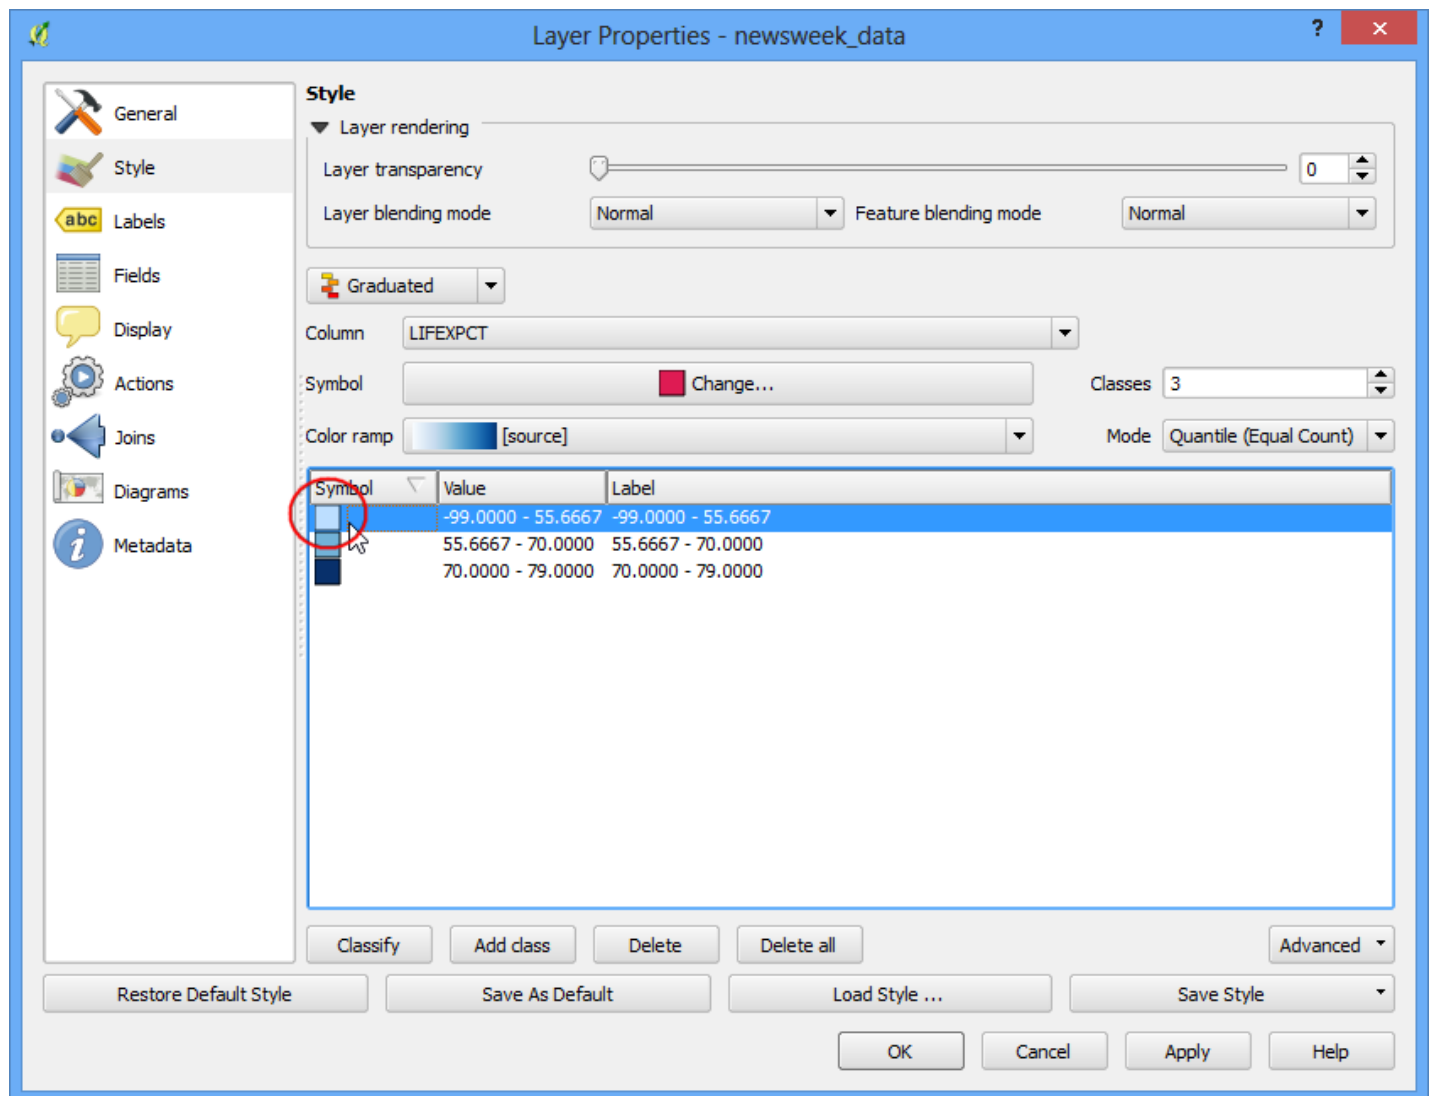 Layer Properties - newsweek_data
?
General
Style
abc Labels
Fields
Display
Actions
Joins
Diagrams
i Metadata
Style
Layer rendering
Layer transparency 0
Layer blending mode Normal Feature blending mode Normal
Graduated
Column LIFEXPCT
Symbol Change... Classes 3
Color ramp [source] Mode Quantile (Equal Count)
Symbol Value Label
-99.0000 - 55.6667 -99.0000 - 55.6667
55.6667 - 70.0000 55.6667 - 70.0000
70.0000 - 79.0000 70.0000 - 79.0000
Classify Add class Delete Delete all Advanced
Restore Default Style Save As Default Load Style ... Save Style
OK Cancel Apply Help